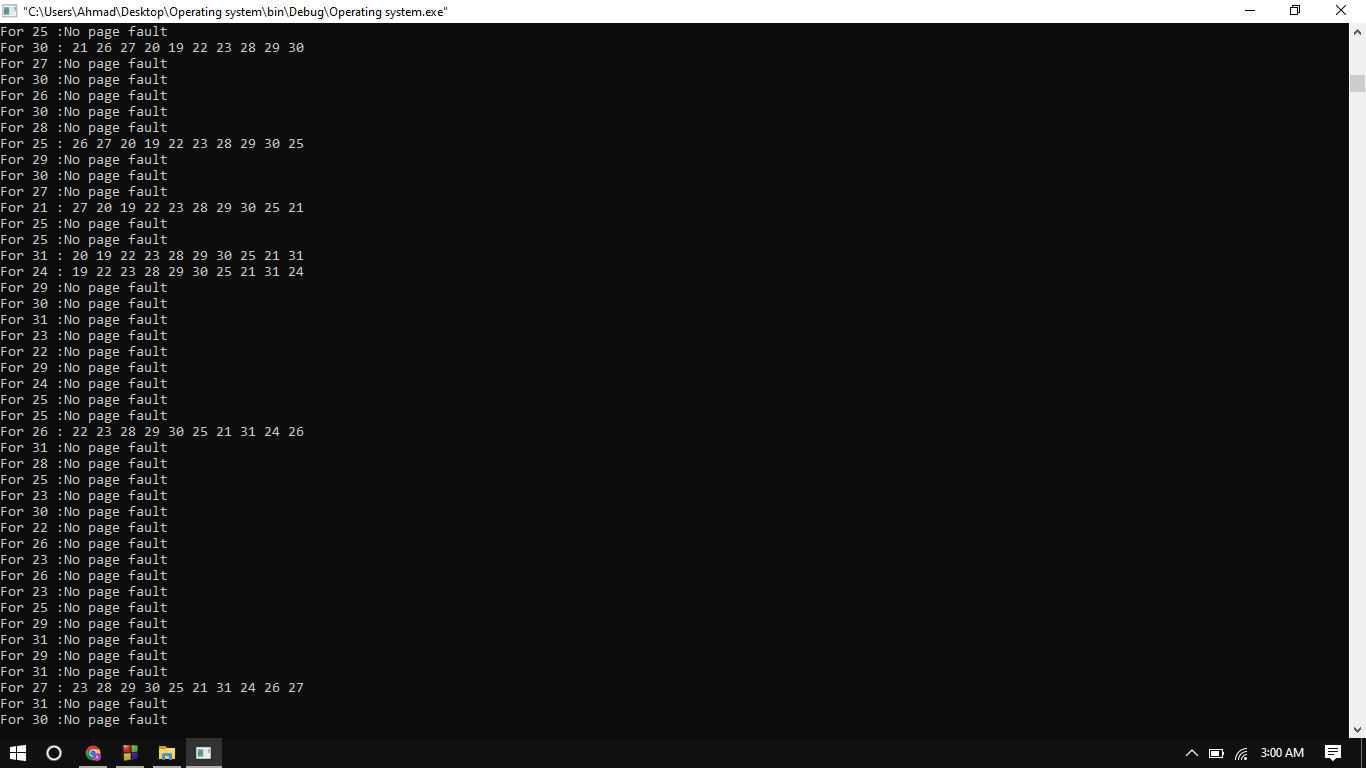 "C:\Users\Ahmad\Desktop\Operating system\bin\Debug\Operating system.exe"
For 25 :No page fault
For 30 : 21 26 27 20 19 22 23 28 29 30
For 27 :No page fault
For 30 :No page fault
For 26 :No page fault
For 30 :No page fault
For 28 :No page fault
For 25 : 26 27 20 19 22 23 28 29 30 25
For 29 :No page fault
For 30 :No page fault
For 27 :No page fault
For 21 : 27 20 19 22 23 28 29 30 25 21
For 25 :No page fault
For 25 :No page fault
For 31 : 20 19 22 23 28 29 30 25 21 31
For 24 : 19 22 23 28 29 30 25 21 31 24
For 29 :No page fault
For 30 :No page fault
For 31 :No page fault
For 23 :No page fault
For 22 :No page fault
For 29 :No page fault
For 24 :No page fault
For 25 :No page fault
For 25 :No page fault
For 26 : 22 23 28 29 30 25 21 31 24 26
For 31 :No page fault
For 28 :No page fault
For 25 :No page fault
For 23 :No page fault
For 30 :No page fault
For 22 :No page fault
For 26 :No page fault
For 23 :No page fault
For 26 :No page fault
For 23 :No page fault
For 25 :No page fault
For 29 :No page fault
For 31 :No page fault
For 29 :No page fault
For 31 :No page fault
For 27 : 23 28 29 30 25 21 31 24 26 27
For 31 :No page fault
For 30 :No page fault
3:00 AM